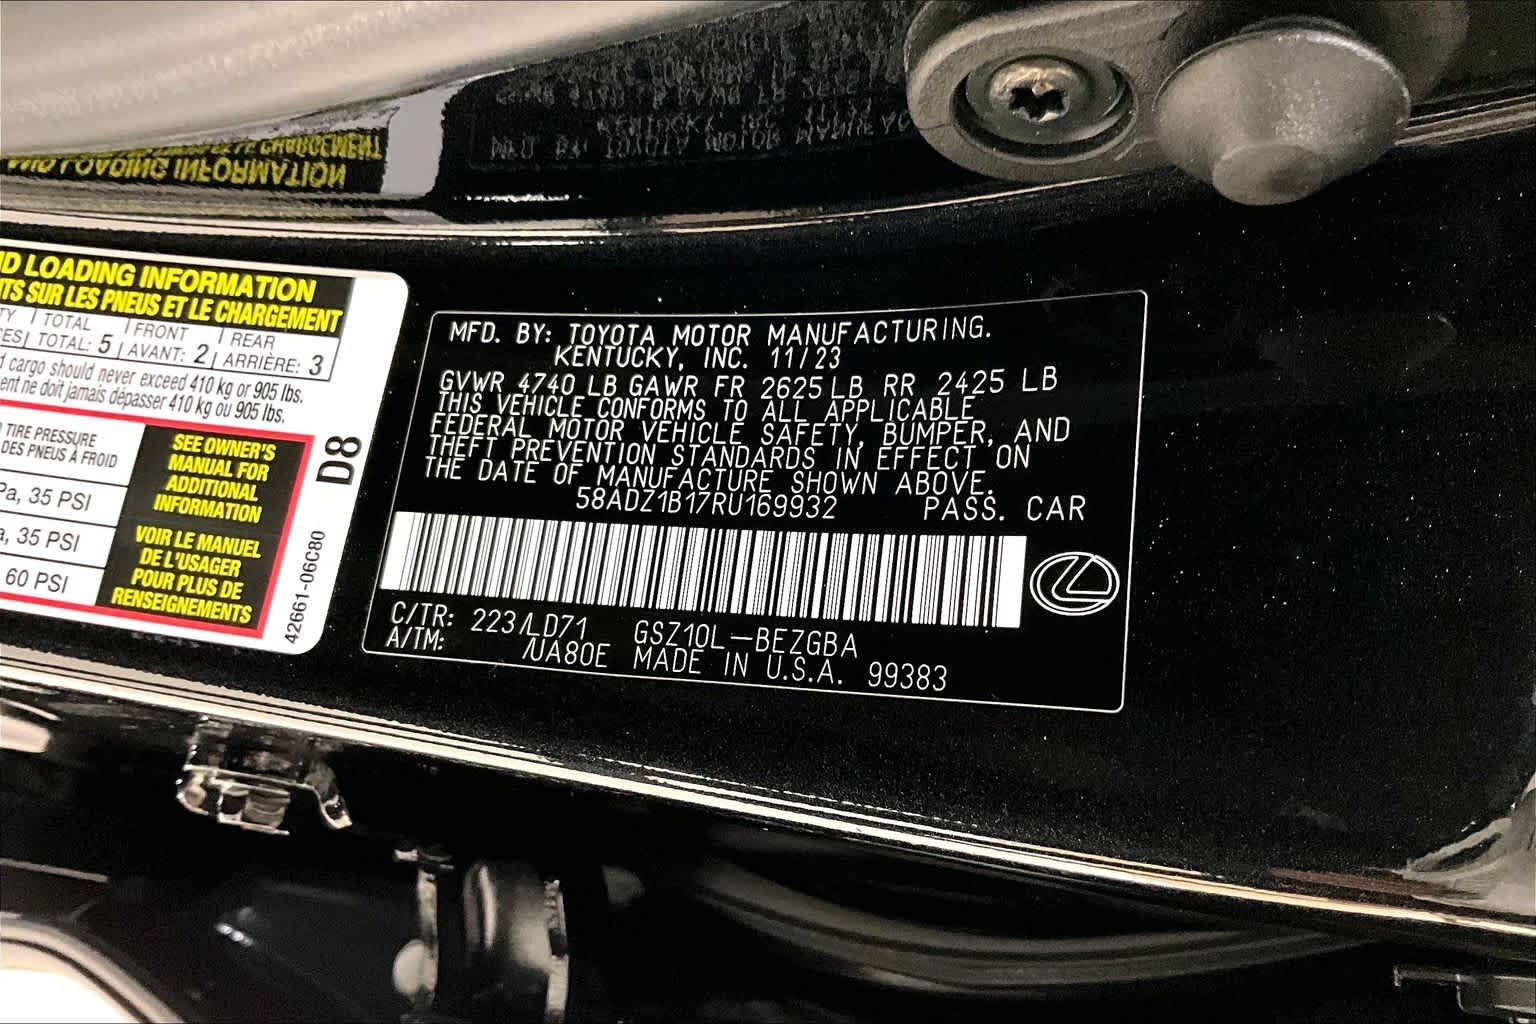 ND LOADING INFORMATION
NTS SUR LES PNEUS ET LE CHARGEMENT
TOTAL FRONT REAR
TOTAL: 5 AVANT: 2 ARRIÈRE: 3
cargo should never exceed 410 kg or 905 lbs.
ent ne doit jamais dépasser 410 kg ou 905 lbs.
TIRE PRESSURE
DES PNEUS À FROID
Pa, 35 PSI
a, 35 PSI
60 PSI
SEE OWNER'S
MANUAL FOR
ADDITIONAL
INFORMATION
VOIR LE MANUEL
DE L'USAGER
POUR PLUS DE
RENSEIGNEMENTS
D8
42661-06C80
MFD. BY: TOYOTA MOTOR MANUFACTURING.
KENTUCKY, INC. 11/23
GVWR 4740 LB GAWR FR 2625 LB RR 2425 LB
THIS VEHICLE CONFORMS TO ALL APPLICABLE
FEDERAL MOTOR VEHICLE SAFETY, BUMPER, AND
THEFT PREVENTION STANDARDS IN EFFECT ON
THE DATE OF MANUFACTURE SHOWN ABOVE.
58ADZ1B17RU169932 PASS. CAR
C/TR: 223/LD71 GSZ10L-BEZGBA
A/TM: /UA80E MADE IN U.S.A. 99383